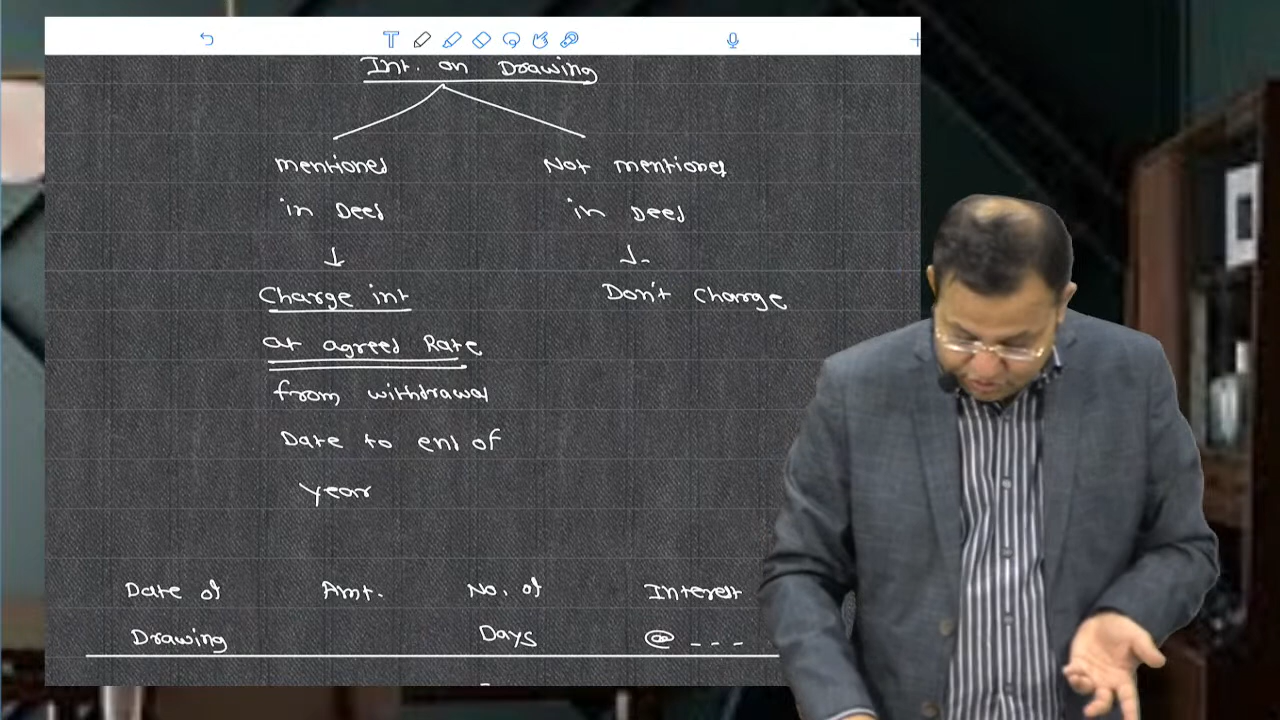 Int. on Drawing
mentioned Not mentioned
in Deed in Deed
Charge int Don't charge
at agreed Rate
from withdrawal
Date to end of
year
Date of Amt. No. of Interest
Drawing Days @ ---